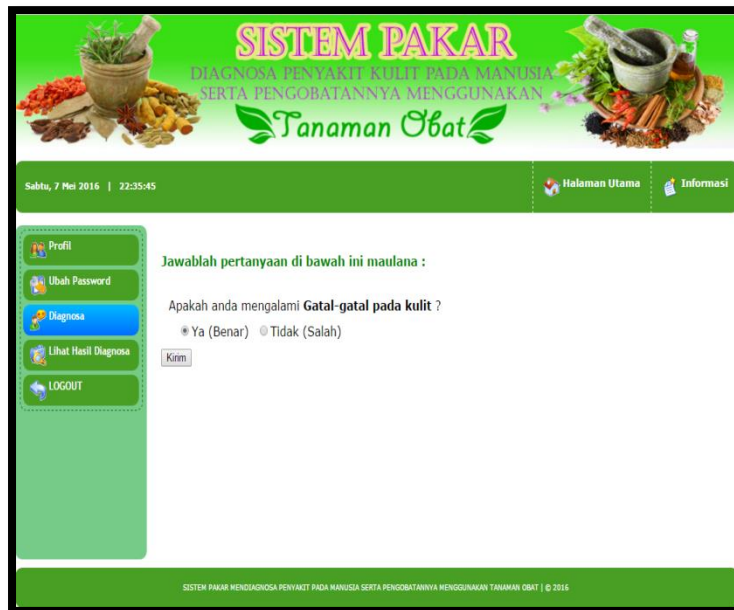 SISTEM PAKAR
DIAGNOSA PENYAKIT KULIT PADA MANUSIA
SERTA PENGOBATANNYA MENGGUNAKAN
Tanaman Obat
Sabtu, 7 Mei 2016 | 22:35:45
Halaman Utama
Informasi
Profil
Ubah Password
Diagnosa
Lihat Hasil Diagnosa
LOGOUT
Jawablah pertanyaan di bawah ini maulana :
Apakah anda mengalami Gatal-gatal pada kulit ?
Ya (Benar) Tidak (Salah)
Kirim
SISTEM PAKAR MENDIAGNOSA PENYAKIT PADA MANUSIA SERTA PENGOBATANNYA MENGGUNAKAN TANAMAN OBAT | © 2016